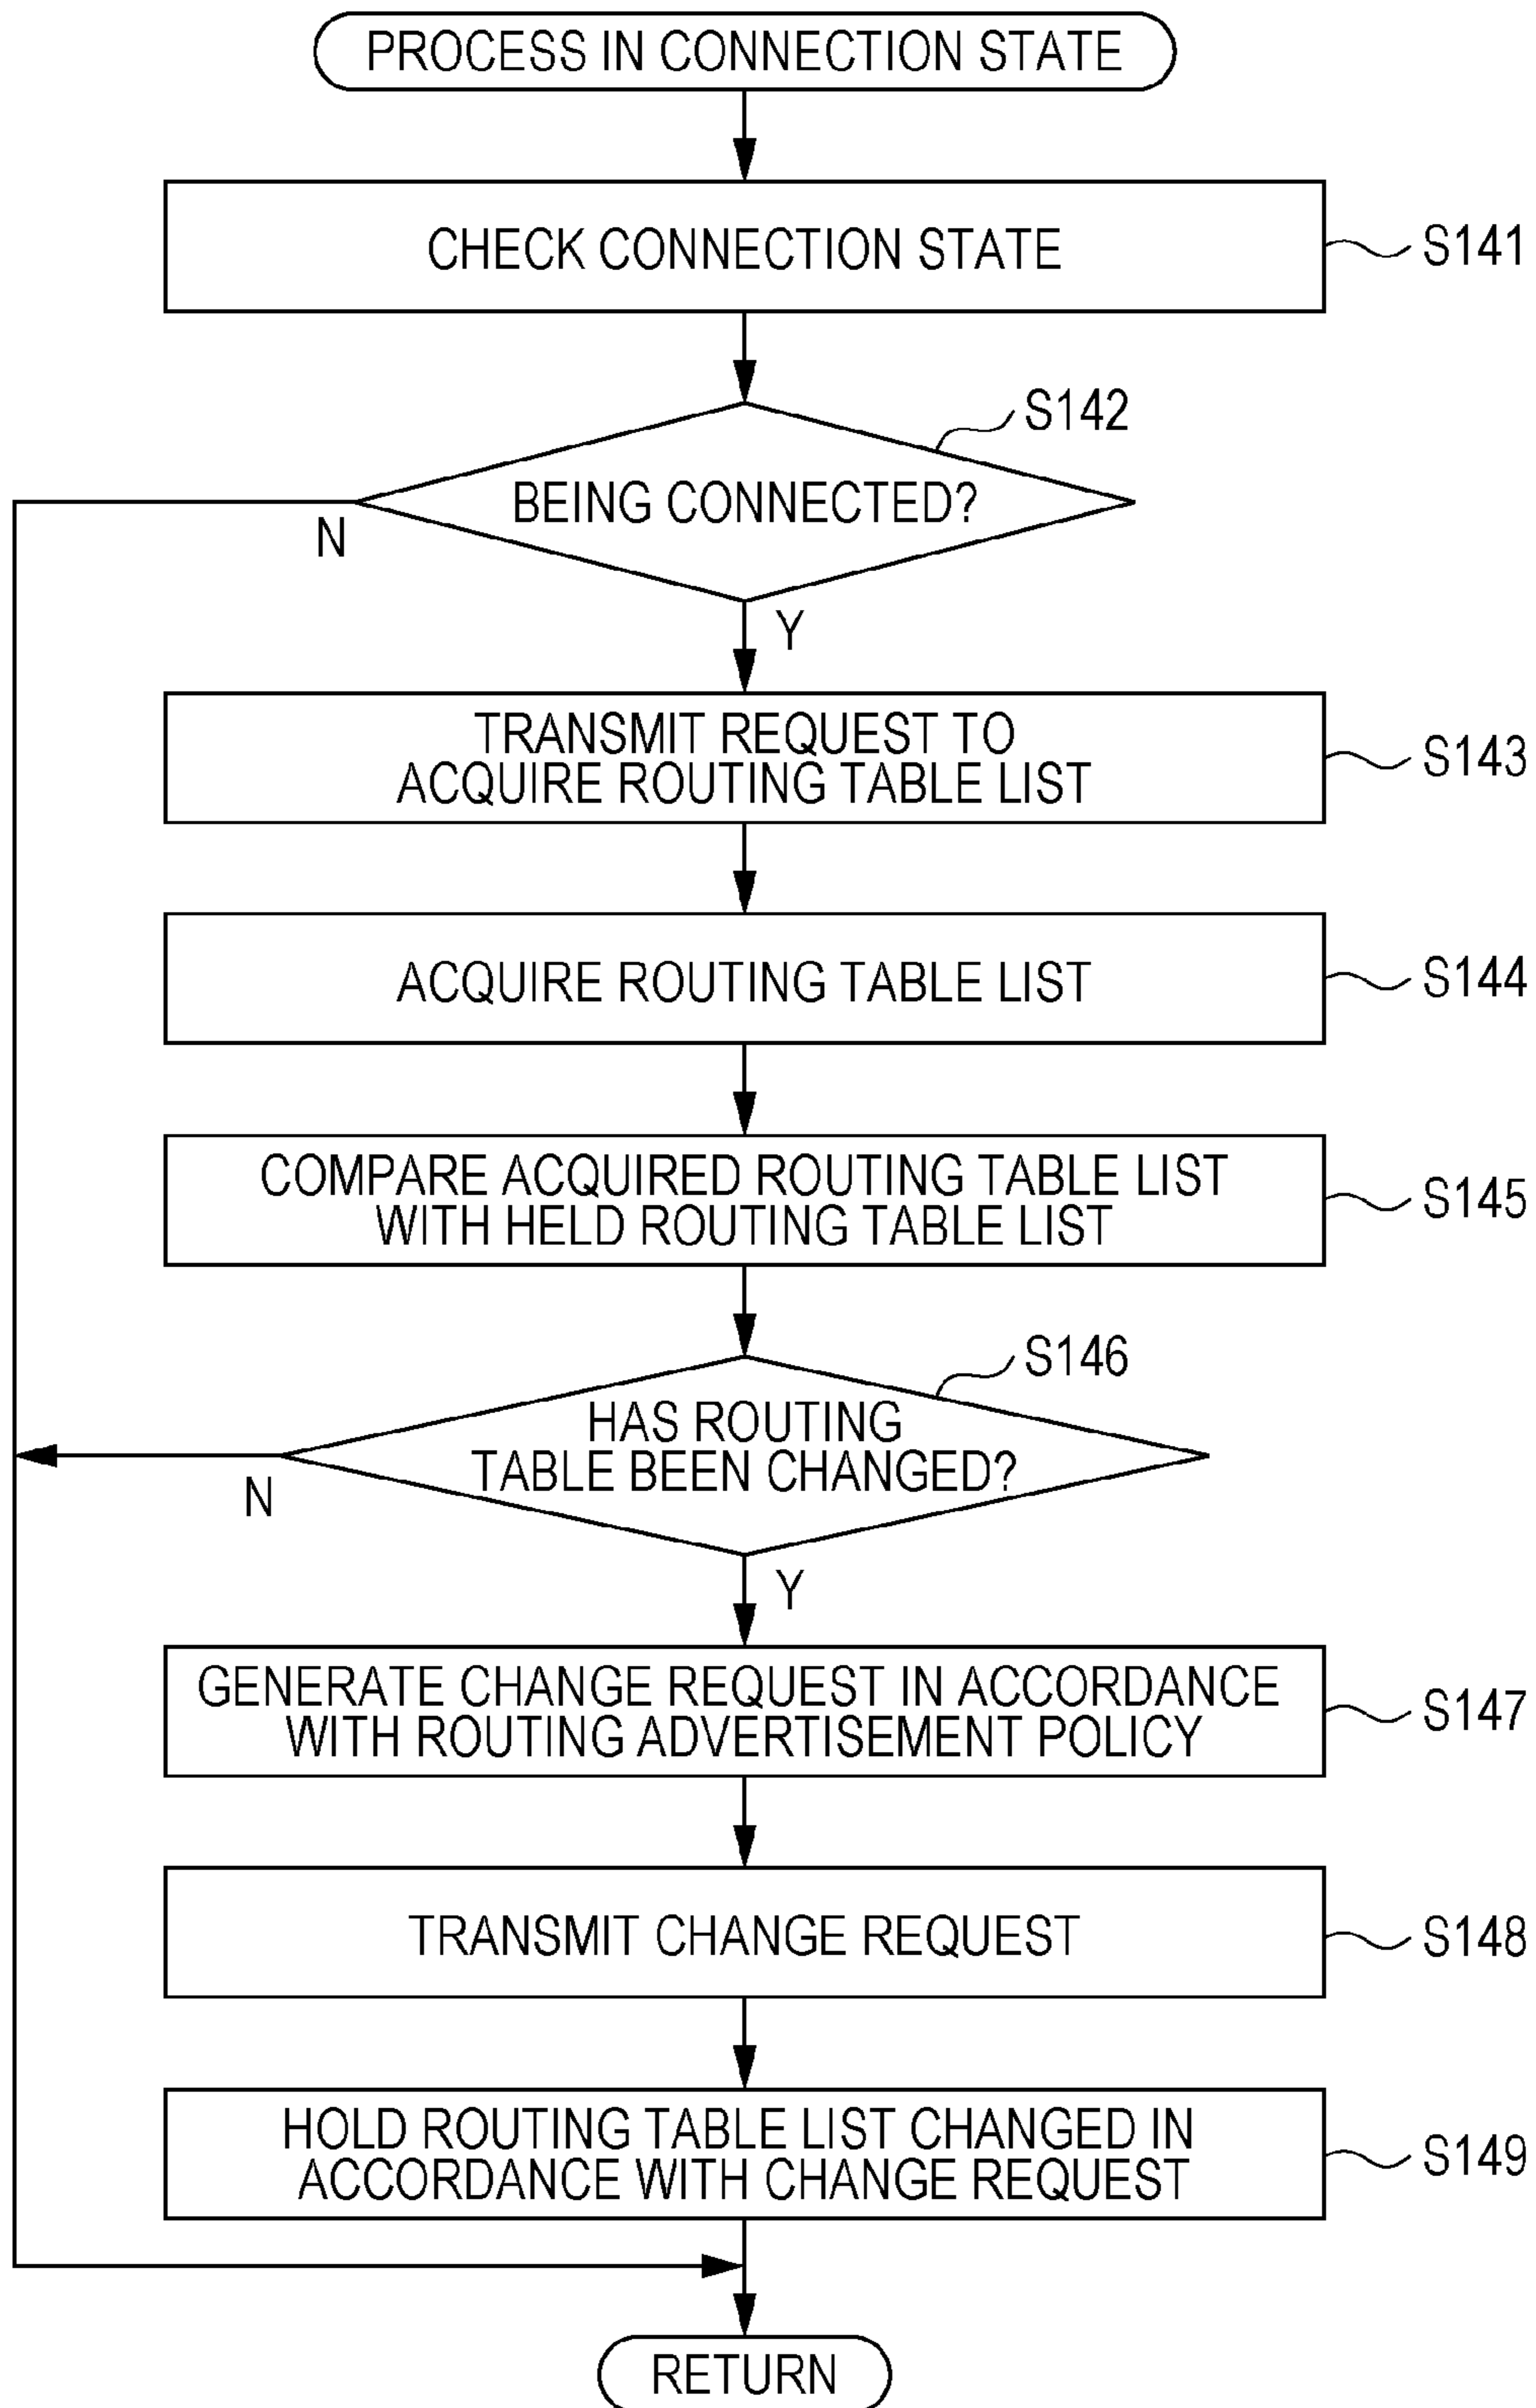 PROCESS IN CONNECTION STATE
CHECK CONNECTION STATE
S141
S142
BEING CONNECTED?
N
Y
TRANSMIT REQUEST TO
ACQUIRE ROUTING TABLE LIST
S143
ACQUIRE ROUTING TABLE LIST
S144
COMPARE ACQUIRED ROUTING TABLE LIST
WITH HELD ROUTING TABLE LIST
S145
S146
HAS ROUTING
TABLE BEEN CHANGED?
N
Y
GENERATE CHANGE REQUEST IN ACCORDANCE
WITH ROUTING ADVERTISEMENT POLICY
S147
TRANSMIT CHANGE REQUEST
S148
HOLD ROUTING TABLE LIST CHANGED IN
ACCORDANCE WITH CHANGE REQUEST
S149
RETURN